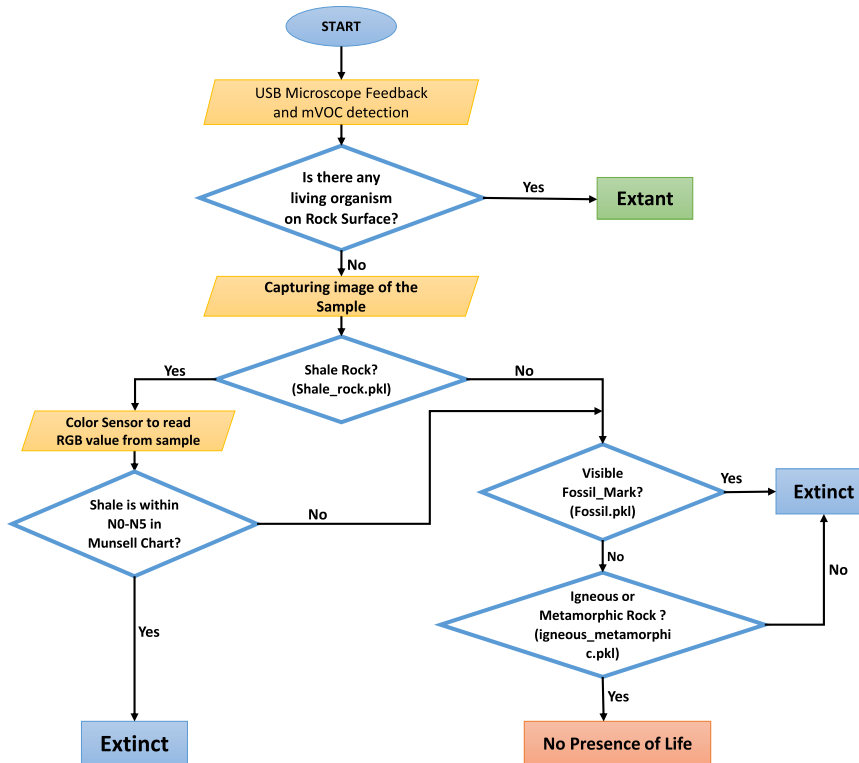 START
USB Microscope Feedback
and mVOC detection
Is there any
living organism
on Rock Surface?
Yes
Extant
No
Capturing image of the
Sample
Shale Rock?
(Shale_rock.pkl)
Yes
No
Color Sensor to read
RGB value from sample
Shale is within
N0-N5 in
Munsell Chart?
No
Visible
Fossil_Mark?
(Fossil.pkl)
Yes
Extinct
No
No
Igneous or
Metamorphic Rock ?
(igneous_metamorphi
c.pkl)
Yes
Yes
Extinct
No Presence of Life